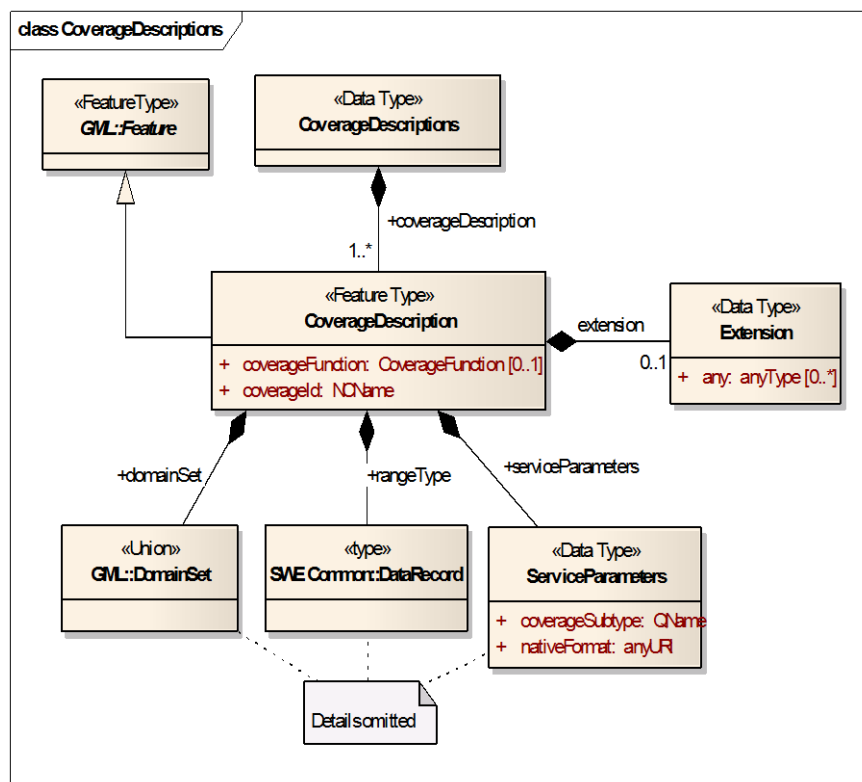 class CoverageDescriptions
«FeatureType»
GML::Feature
«Data Type»
CoverageDescriptions
+coverageDescription
1..*
«Feature Type»
CoverageDescription
+ coverageFunction: CoverageFunction [0..1]
+ coverageId: NCName
extension
0..1
«Data Type»
Extension
+ any: anyType [0..*]
+domainSet
+rangeType
+serviceParameters
«Union»
GML::DomainSet
«type»
SWE Common::DataRecord
«Data Type»
ServiceParameters
+ coverageSubtype: QName
+ nativeFormat: anyURI
Details omitted